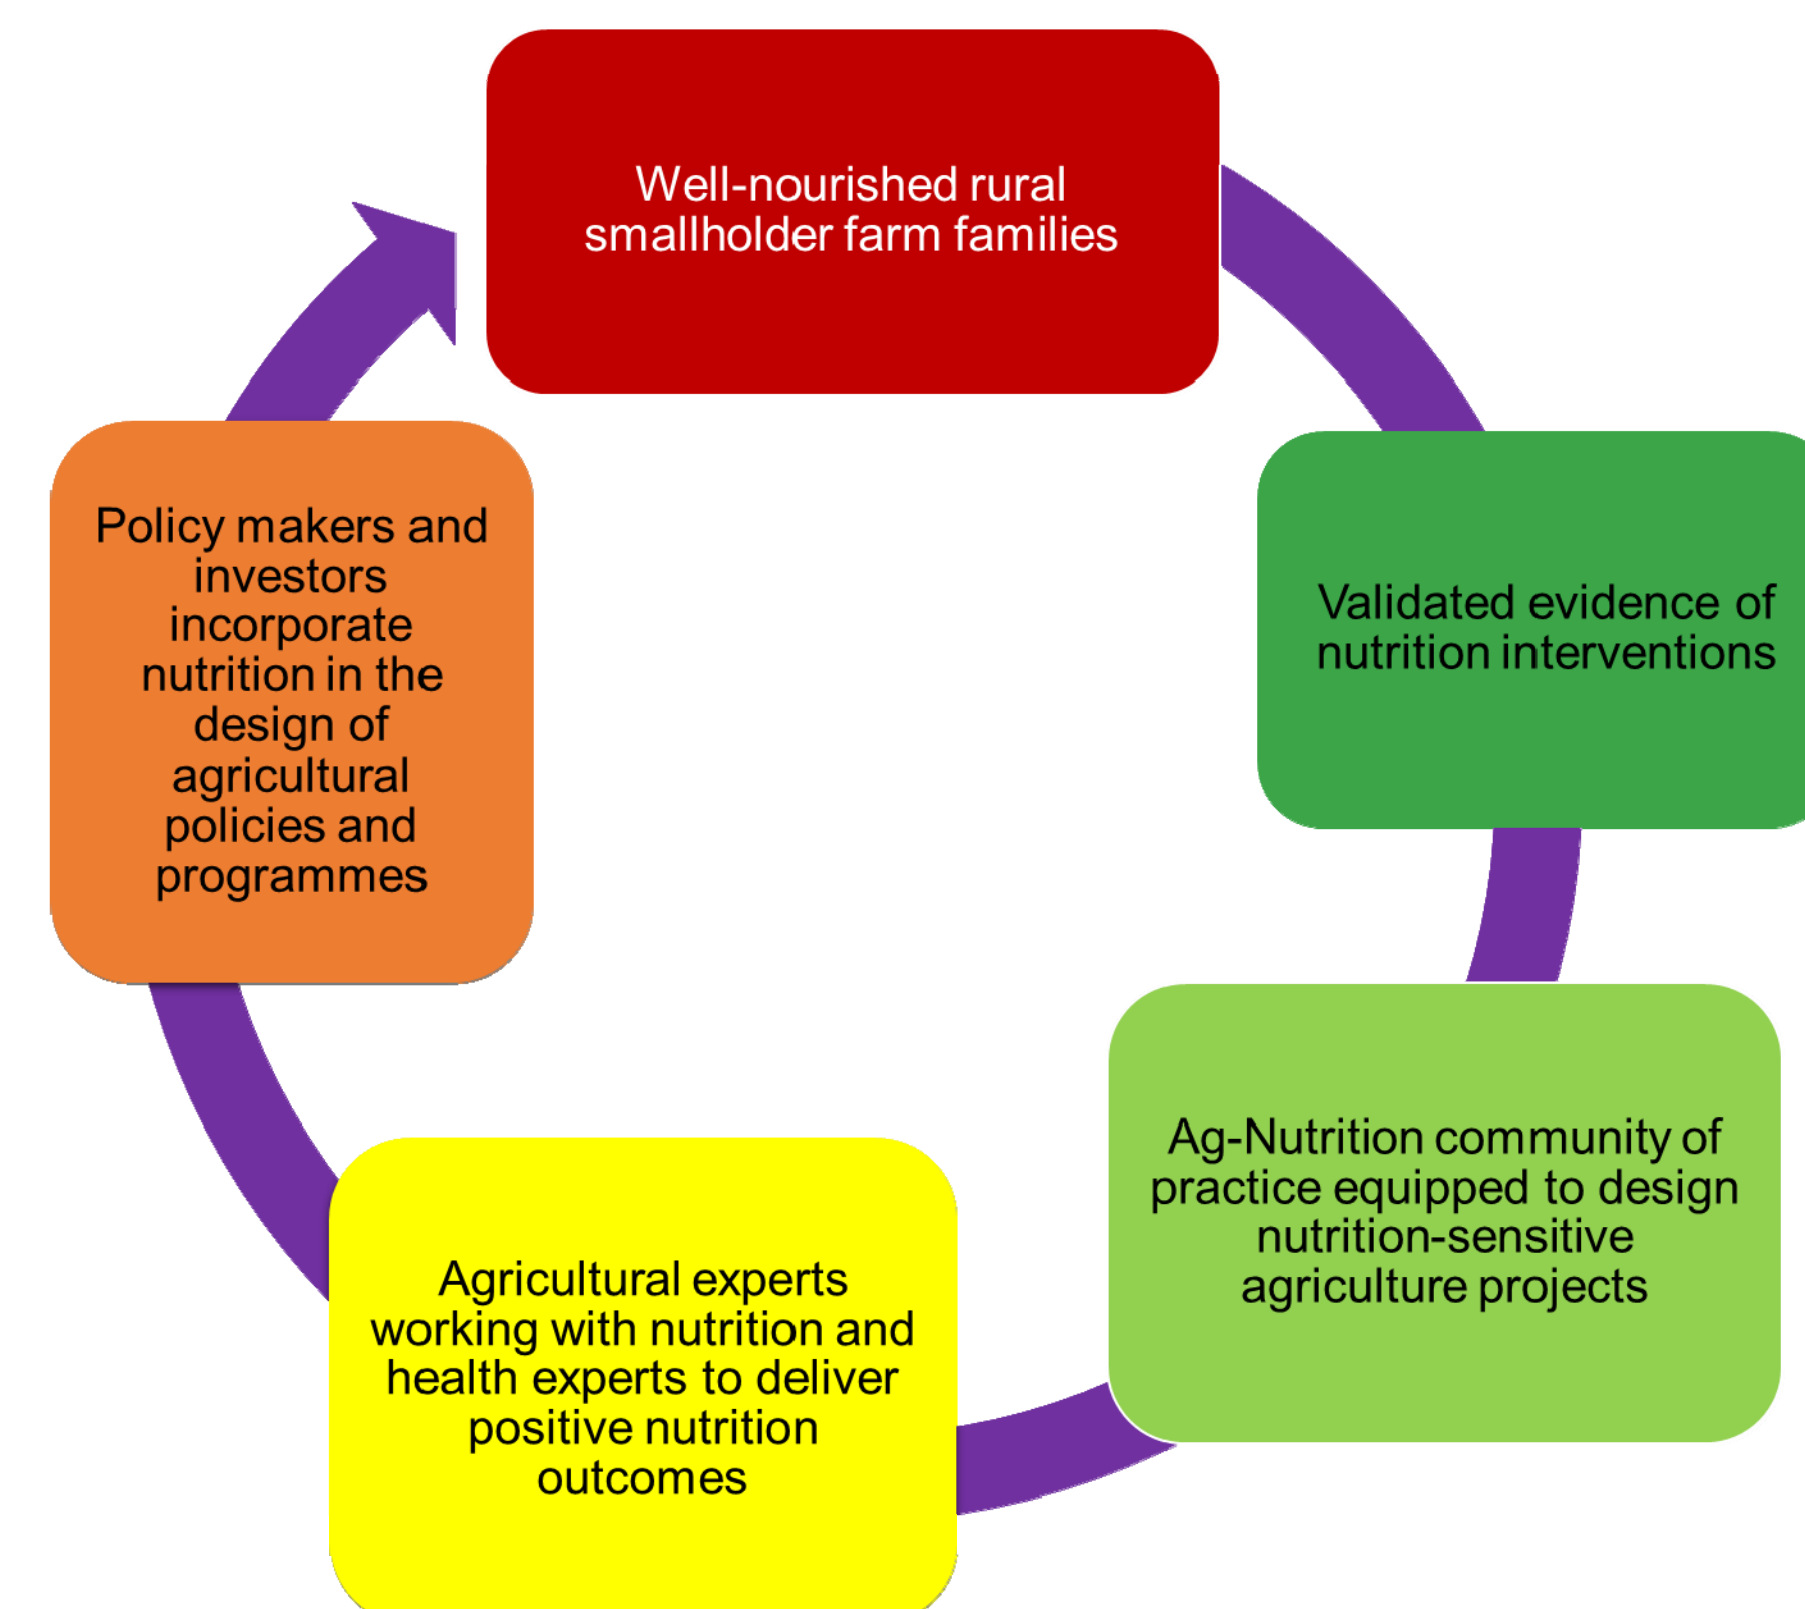 Well-nourished rural
smallholder farm families
Validated evidence of
nutrition interventions
Ag-Nutrition community of
practice equipped to design
nutrition-sensitive
agriculture projects
Agricultural experts
working with nutrition and
health experts to deliver
positive nutrition
outcomes
Policy makers and
investors
incorporate
nutrition in the
design of
agricultural
policies and
programmes